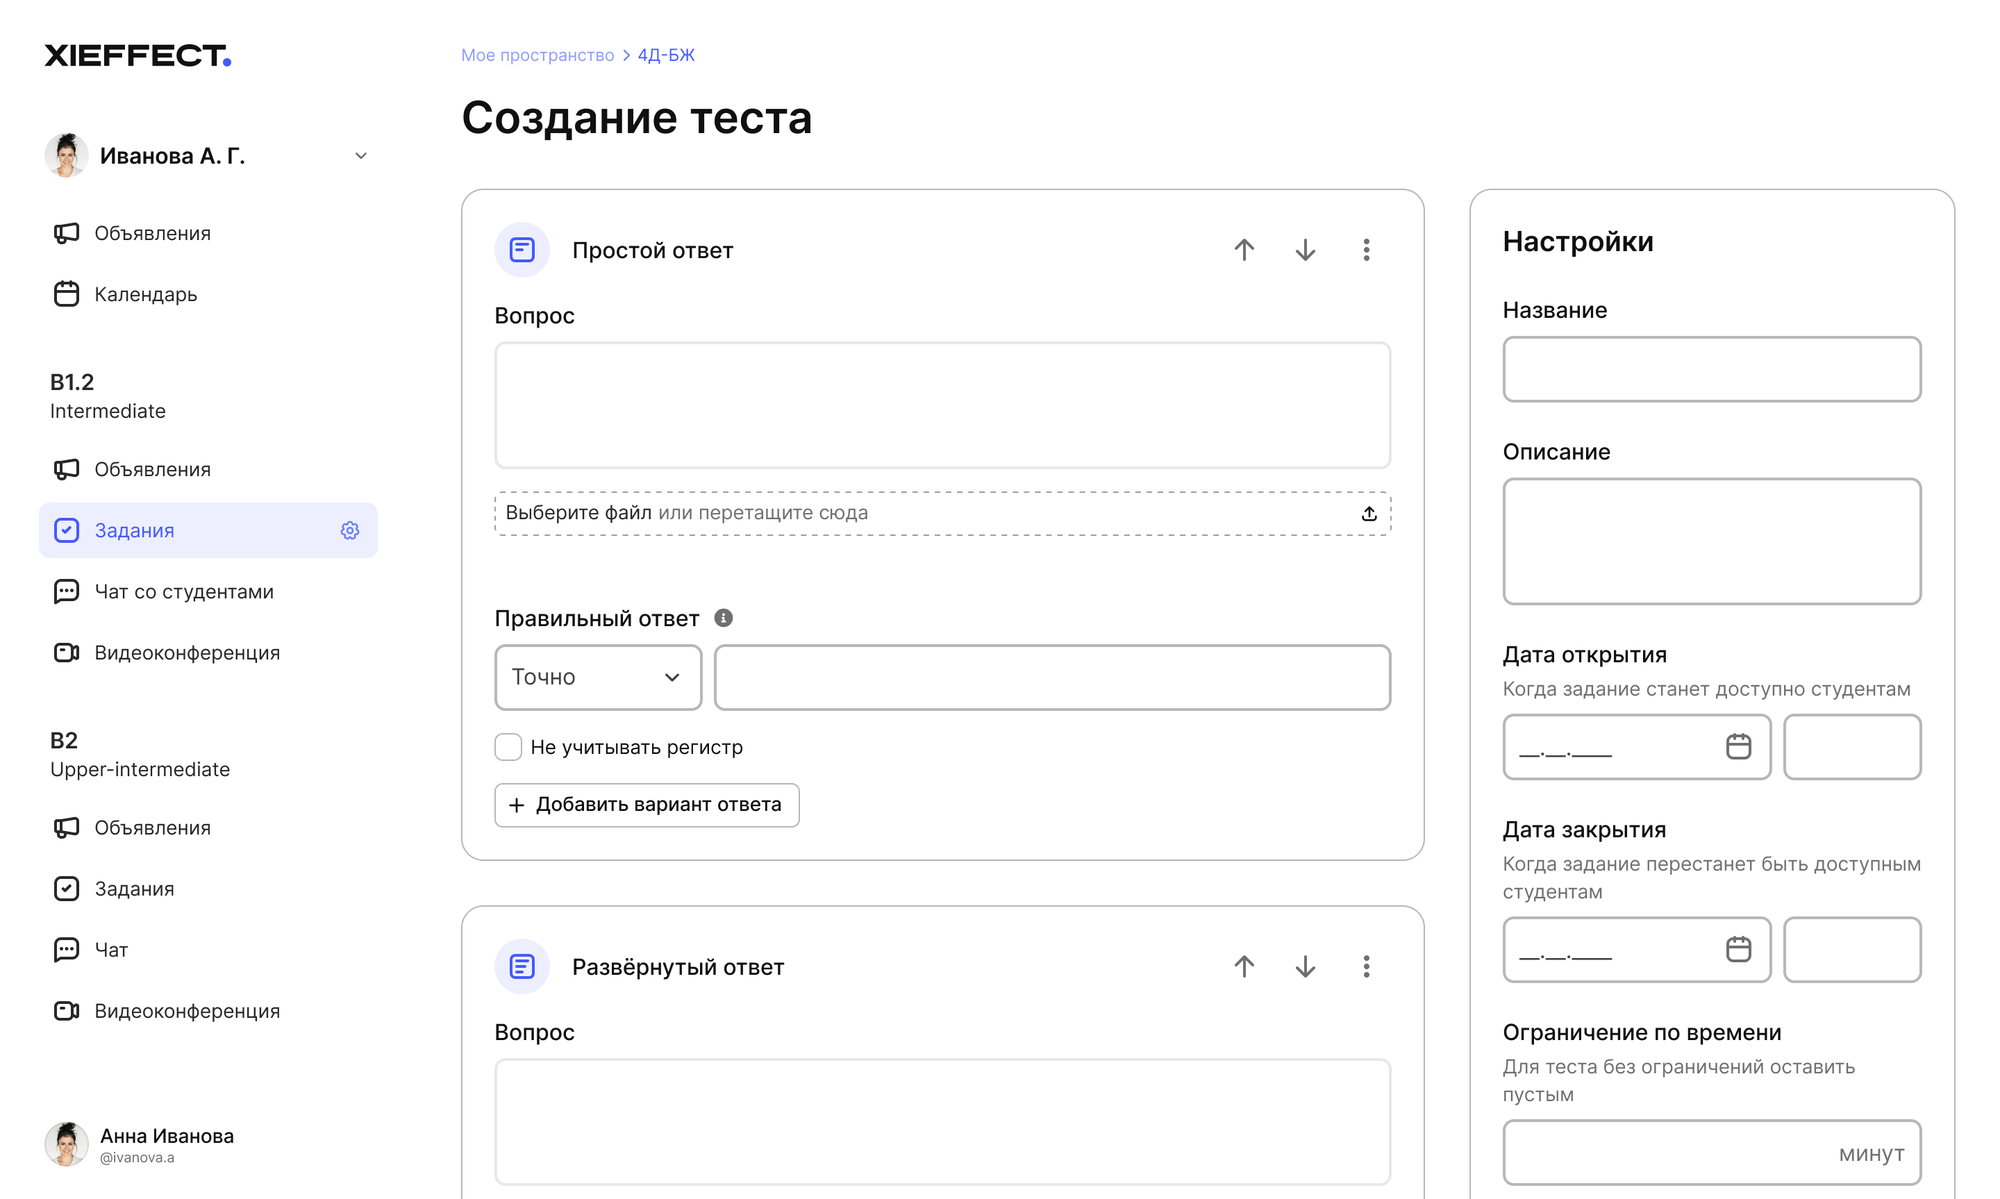 XIEFFECT.
Иванова А. Г.
Объявления
Календарь
B1.2
Intermediate
Объявления
Задания
Чат со студентами
Видеоконференция
B2
Upper-intermediate
Объявления
Задания
Чат
Видеоконференция
Анна Иванова
@ivanova.a
Мое пространство > 4Д-БЖ
Создание теста
Простой ответ
Вопрос
Выберите файл или перетащите сюда
Правильный ответ
Точно
Не учитывать регистр
+ Добавить вариант ответа
Развёрнутый ответ
Вопрос
Настройки
Название
Описание
Дата открытия
Когда задание станет доступно студентам
__.__.____
Дата закрытия
Когда задание перестанет быть доступным
студентам
__.__.____
Ограничение по времени
Для теста без ограничений оставить
пустым
минут